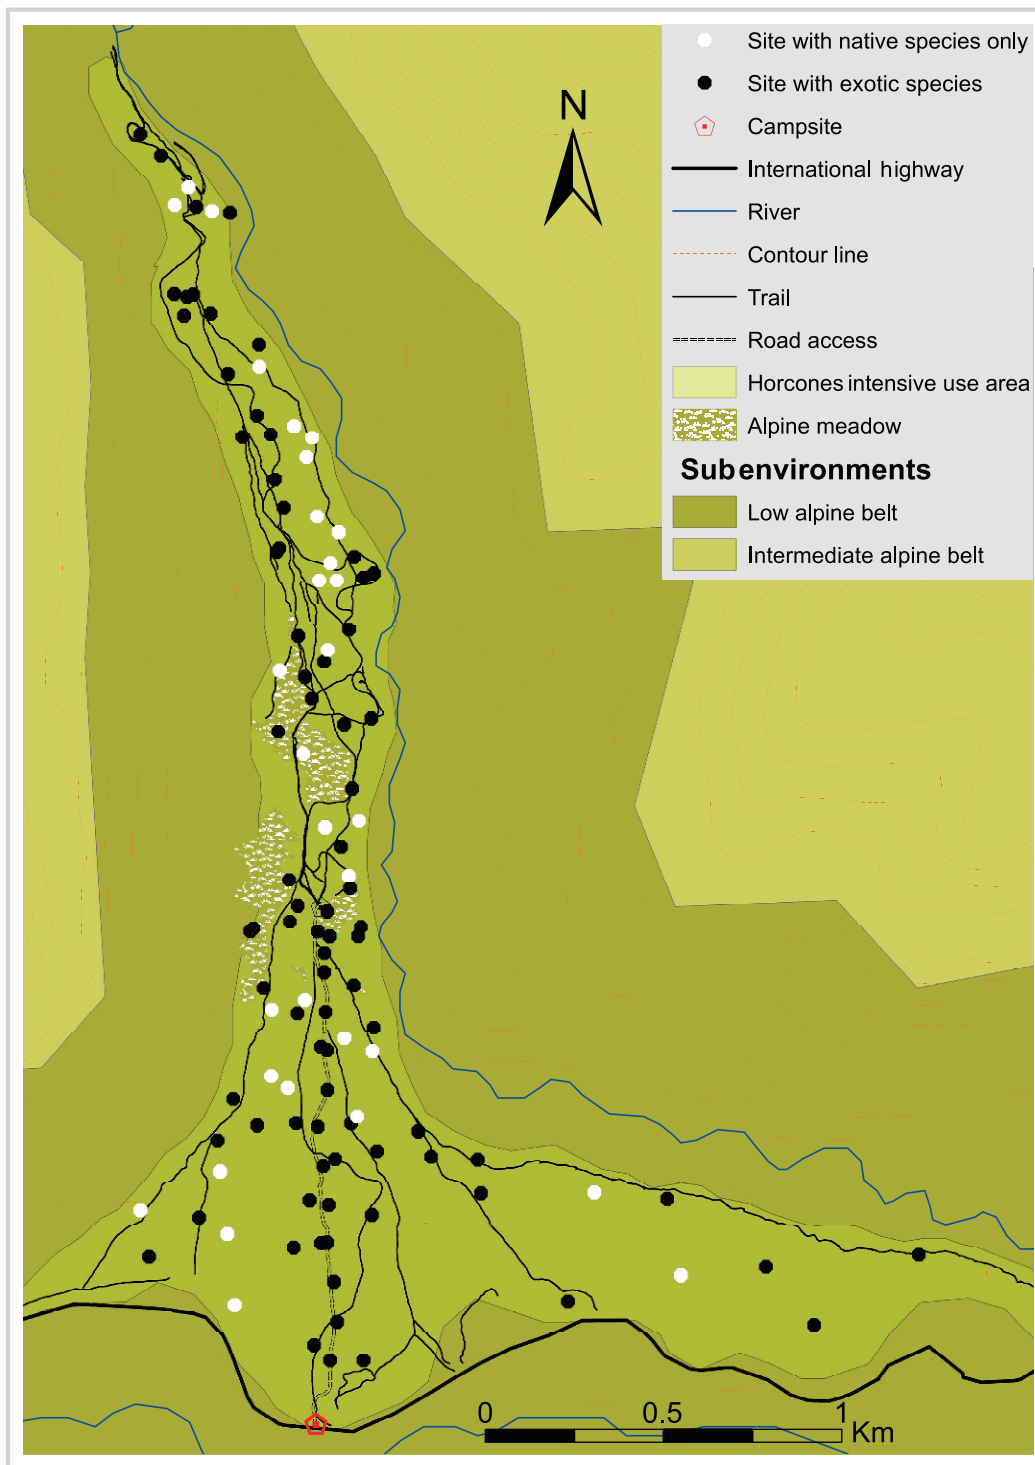 Site with native species only
Site with exotic species
N
Campsite
International highway
River
Contour line
Trail
Road access
Horcones intensive use area
Alpine meadow
Subenvironments
Low alpine belt
Intermediate alpine belt
0 0.5 1
Km